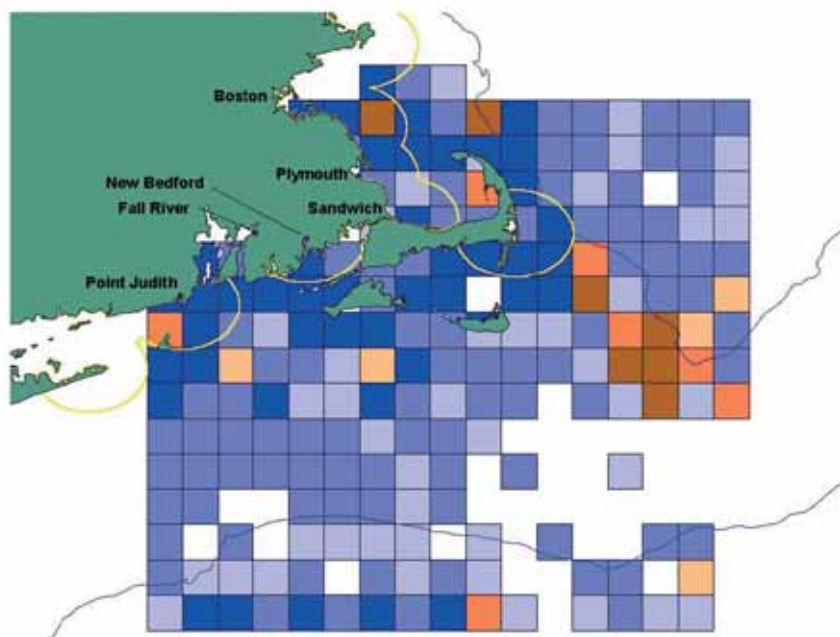 Boston
Plymouth
New Bedford
Fall River
Sandwich
Point Judith